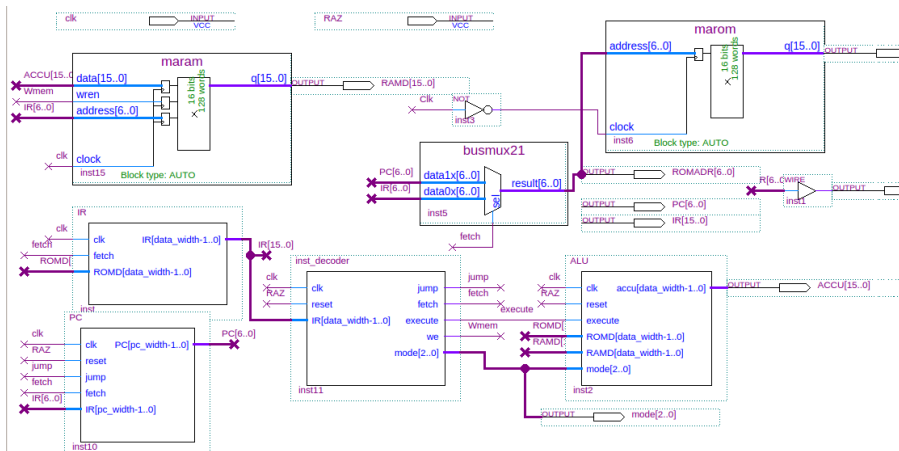 clk INPUT VCC
RAZ INPUT VCC
maram
ACCU[15..0] data[15..0] q[15..0] OUTPUT RAMD[15..0]
Wmem wren
IR[6..0] address[6..0]
16 bits
128 words
clk clock
inst15 Block type: AUTO
marom
address[6..0] q[15..0] OUTPUT
16 bits
128 words
Clk NOT inst3
clock
inst6
Block type: AUTO
busmux21
PC[6..0] data1x[6..0] result[6..0]
IR[6..0] data0x[6..0]
sel
inst5
fetch
OUTPUT ROMADR[6..0]
OUTPUT PC[6..0]
OUTPUT IR[15..0]
R[6..0] WIRE OUTPUT
inst1
IR
clk clk IR[data_width-1..0] IR[15..0]
fetch fetch
ROMD[ ROMD[data_width-1..0]
inst
PC
clk clk PC[pc_width-1..0] PC[6..0]
RAZ reset
jump jump
fetch fetch
IR[6..0] IR[pc_width-1..0]
inst10
inst_decoder
clk clk jump jump
RAZ reset fetch fetch
execute execute
IR[data_width-1..0]
we Wmem
mode[2..0]
inst11
ALU
clk clk accu[data_width-1..0] OUTPUT ACCU[15..0]
RAZ reset
execute
ROMD[ ROMD[data_width-1..0]
RAMD[ RAMD[data_width-1..0]
mode[2..0]
inst2
OUTPUT mode[2..0]